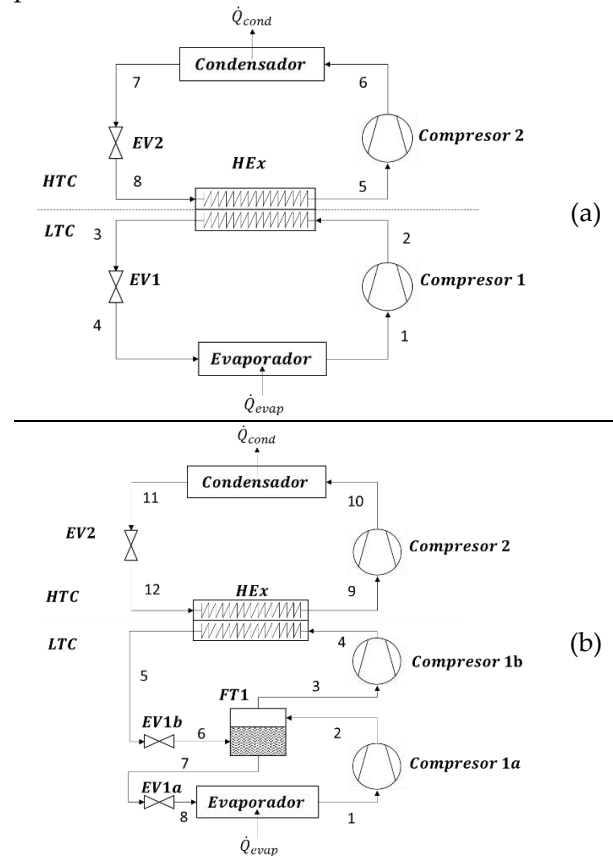 Q̇cond
Condensador
7
6
EV2
Compresor 2
HEx
8
5
HTC
LTC
3
2
(a)
EV1
Compresor 1
4
1
Evaporador
Q̇evap
Q̇cond
Condensador
11
10
EV2
Compresor 2
HEx
12
9
HTC
LTC
4
(b)
5
Compresor 1b
3
FT1
EV1b
6
2
7
Compresor 1a
EV1a
8
Evaporador
1
Q̇evap